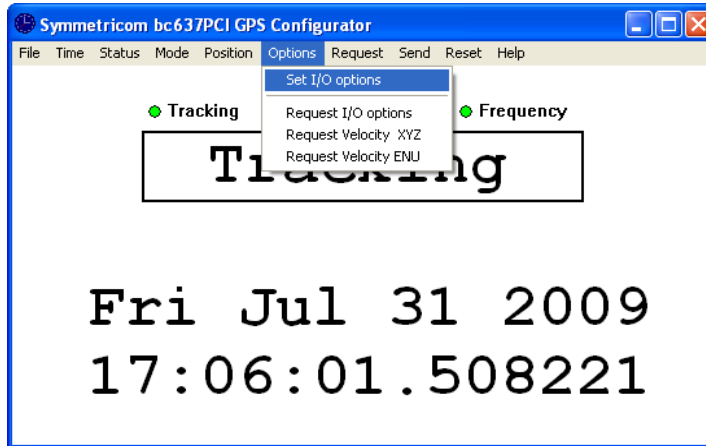 Symmetricom bc637PCI GPS Configurator
File Time Status Mode Position Options Request Send Reset Help
Set I/O options
Tracking
Request I/O options
Frequency
Request Velocity XYZ
Request Velocity ENU
Tracking
Fri Jul 31 2009
17:06:01.508221